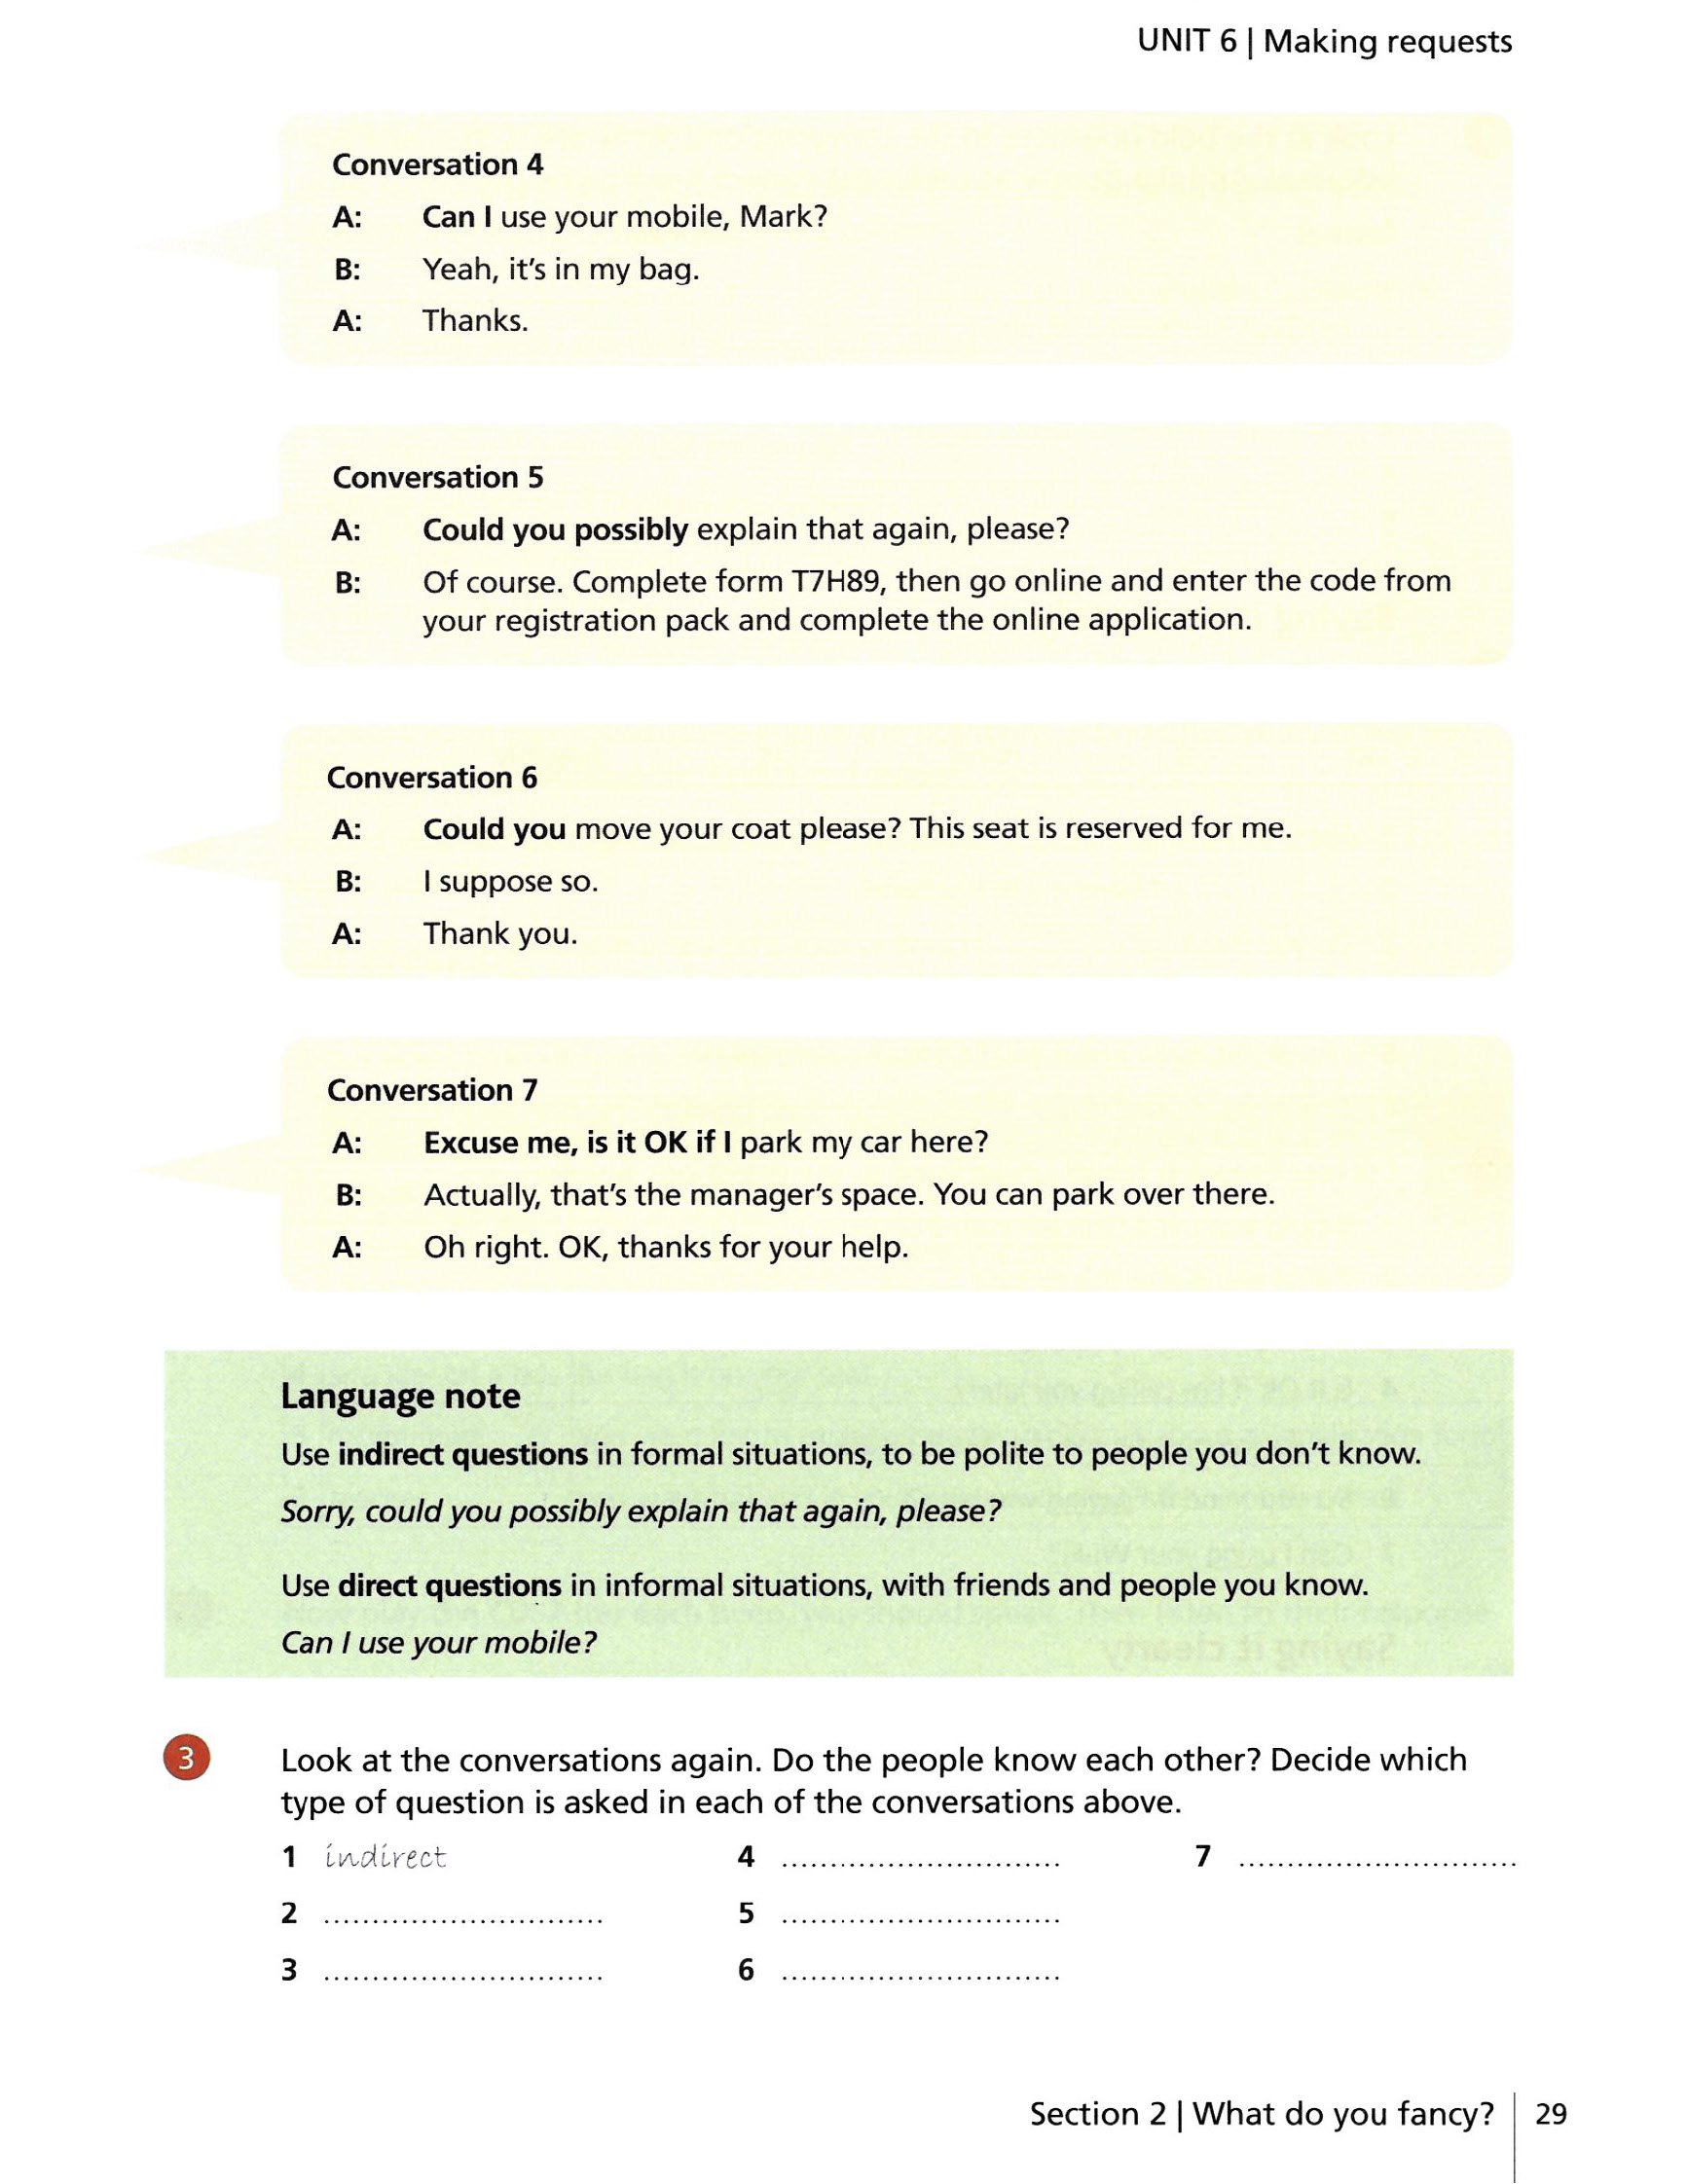 UNIT 6 | Making requests
Conversation 4
A: Can I use your mobile, Mark?
B: Yeah, it's in my bag.
A: Thanks.
Conversation 5
A: Could you possibly explain that again, please?
B: Of course. Complete form T7H89, then go online and enter the code from
your registration pack and complete the online application.
Conversation 6
A: Could you move your coat please? This seat is reserved for me.
B: I suppose so.
A: Thank you.
Conversation 7
A: Excuse me, is it OK if I park my car here?
B: Actually, that's the manager's space. You can park over there.
A: Oh right. OK, thanks for your help.
Language note
Use indirect questions in formal situations, to be polite to people you don't know.
Sorry, could you possibly explain that again, please?
Use direct questions in informal situations, with friends and people you know.
Can I use your mobile?
3 Look at the conversations again. Do the people know each other? Decide which
type of question is asked in each of the conversations above.
1 indirect 4 ............................. 7 .............................
2 ............................. 5 .............................
3 ............................. 6 .............................
Section 2 | What do you fancy? 29